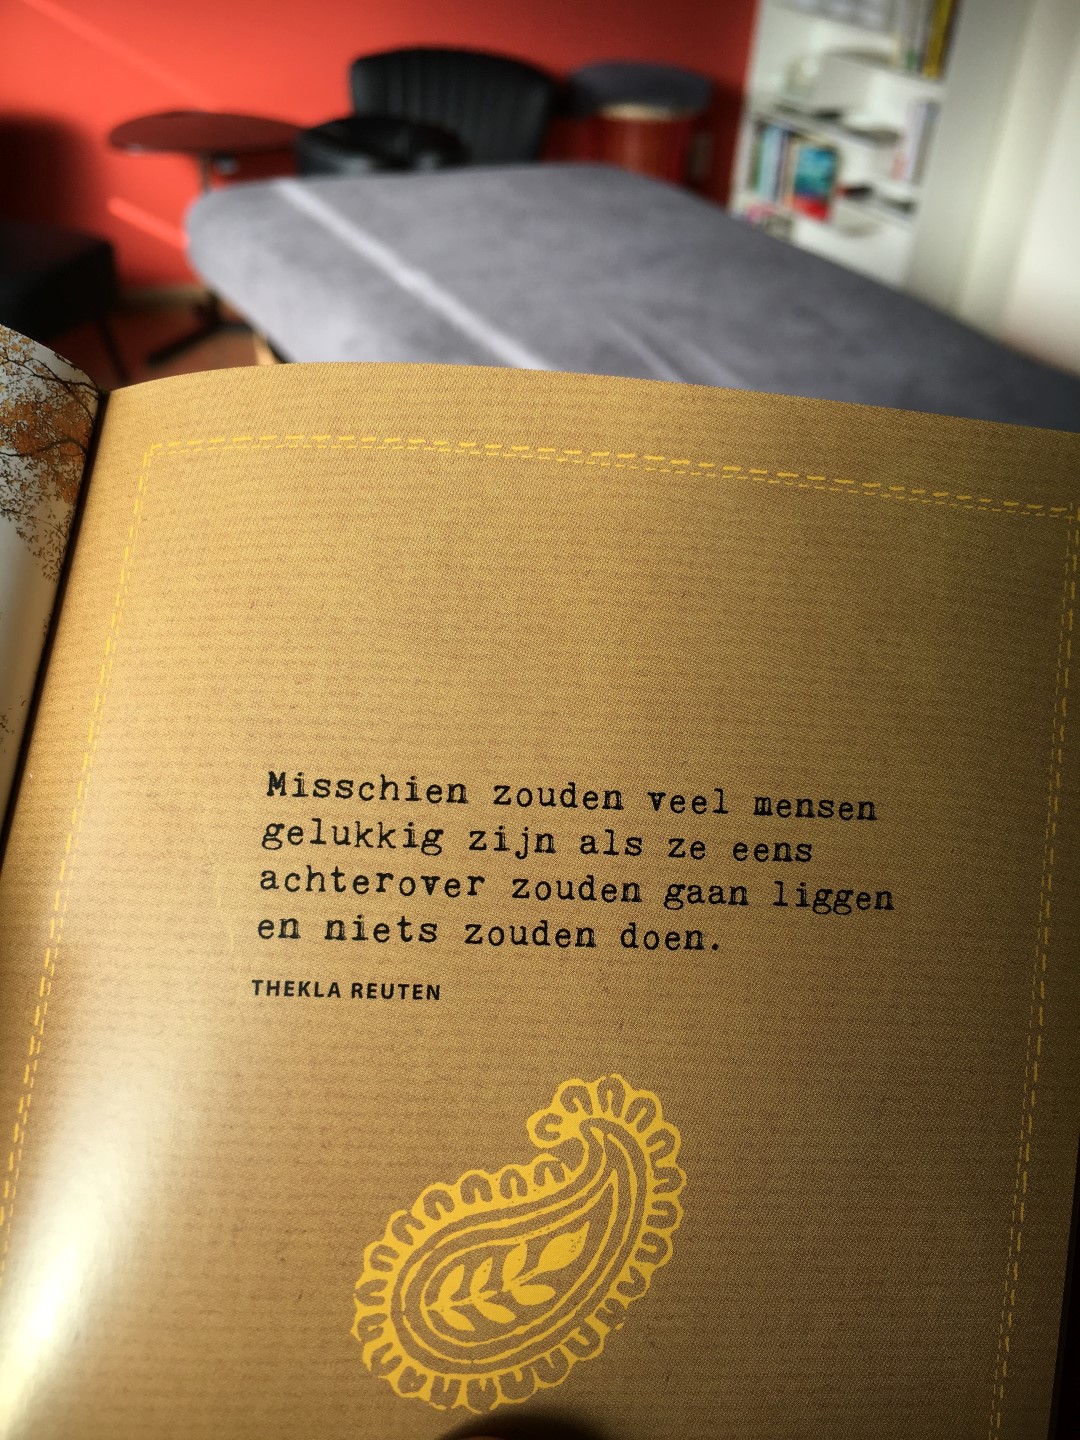 Misschien zouden veel mensen
gelukkig zijn als ze eens
achterover zouden gaan liggen
en niets zouden doen.
THEKLA REUTEN